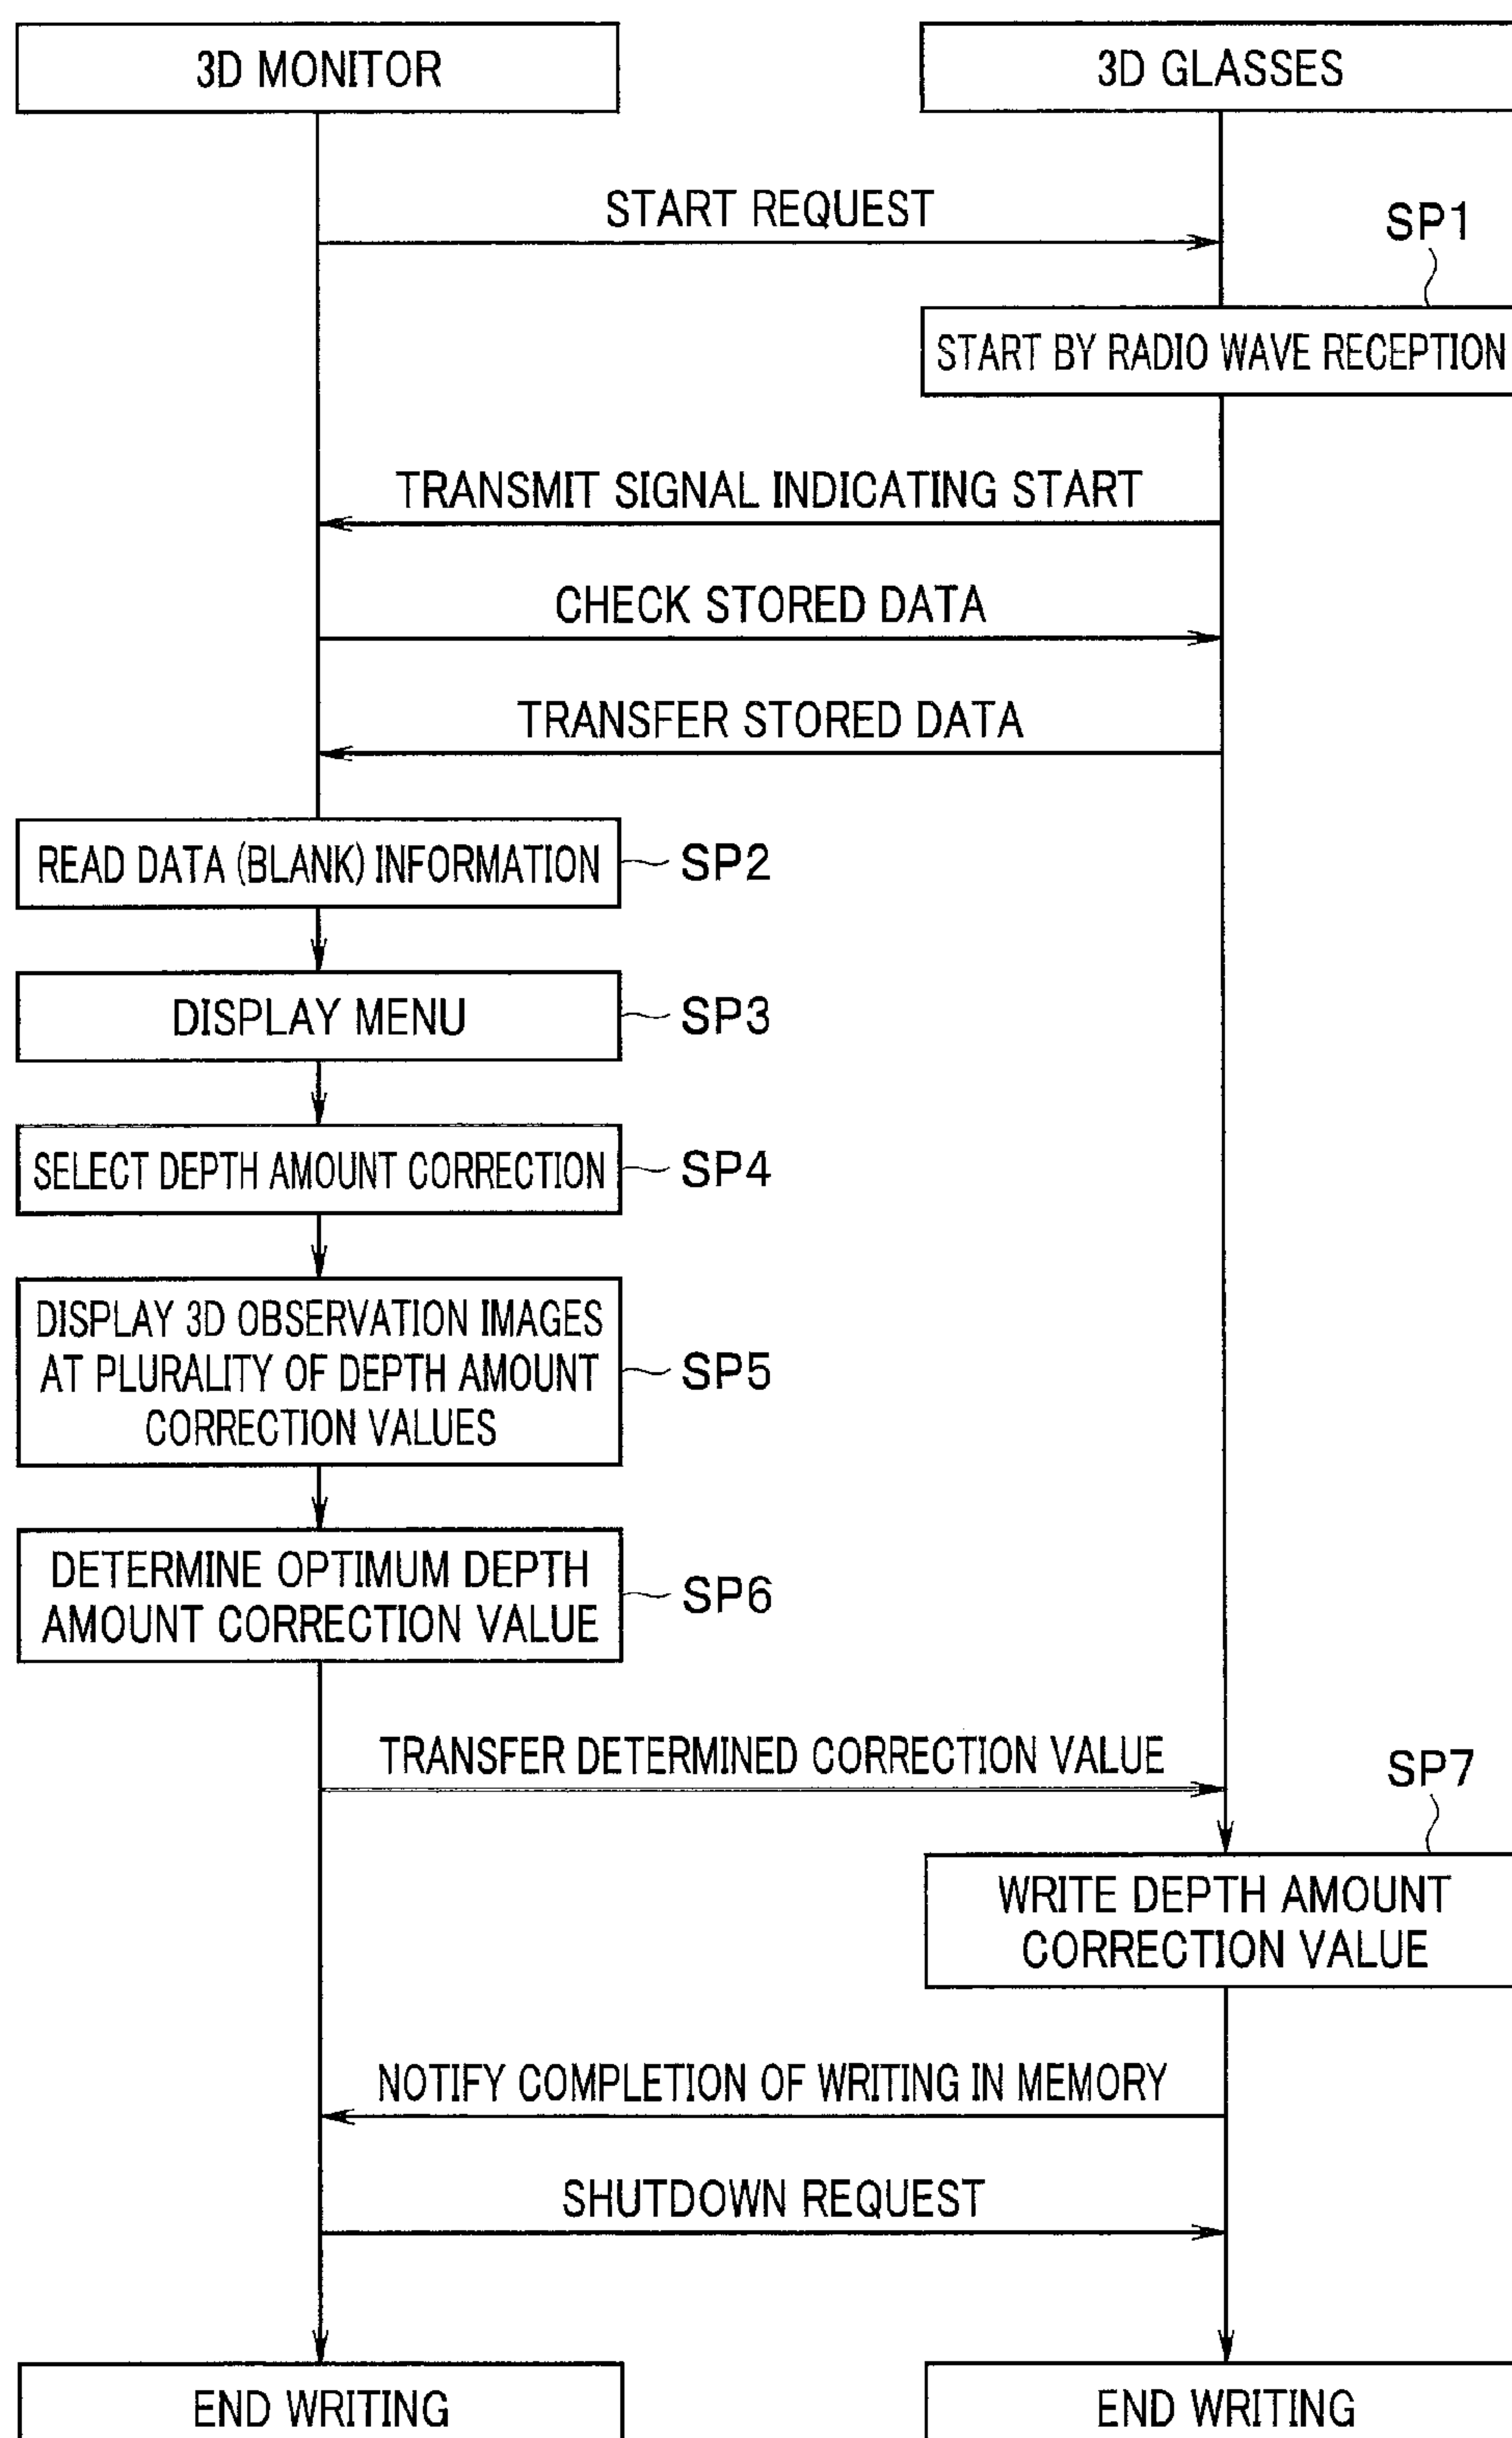 3D MONITOR
3D GLASSES
START REQUEST
SP1
START BY RADIO WAVE RECEPTION
TRANSMIT SIGNAL INDICATING START
CHECK STORED DATA
TRANSFER STORED DATA
READ DATA (BLANK) INFORMATION
SP2
DISPLAY MENU
SP3
SELECT DEPTH AMOUNT CORRECTION
SP4
DISPLAY 3D OBSERVATION IMAGES
AT PLURALITY OF DEPTH AMOUNT
CORRECTION VALUES
SP5
DETERMINE OPTIMUM DEPTH
AMOUNT CORRECTION VALUE
SP6
TRANSFER DETERMINED CORRECTION VALUE
SP7
WRITE DEPTH AMOUNT
CORRECTION VALUE
NOTIFY COMPLETION OF WRITING IN MEMORY
SHUTDOWN REQUEST
END WRITING
END WRITING